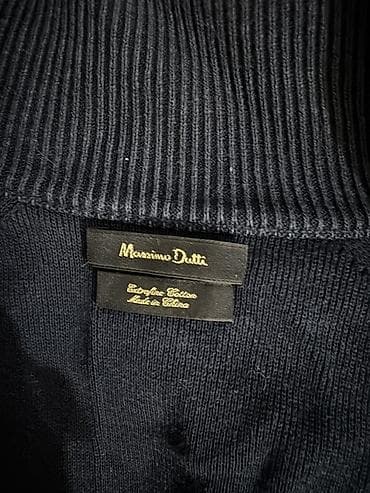 Massimo Dutti
Extrafine Cotton
Made in China